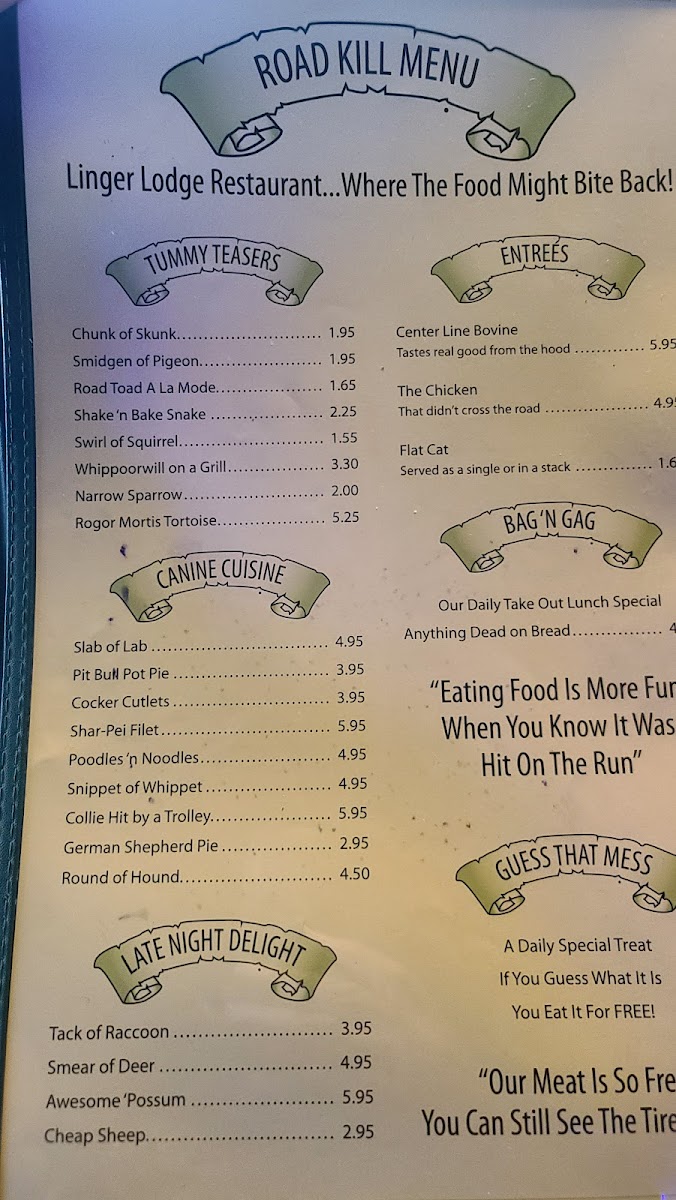 ROAD KILL MENU
Linger Lodge Restaurant...Where The Food Might Bite Back!
TUMMY TEASERS
Chunk of Skunk............................ 1.95
Smidgen of Pigeon........................ 1.95
Road Toad A La Mode..................... 1.65
Shake 'n Bake Snake ...................... 2.25
Swirl of Squirrel............................ 1.55
Whippoorwill on a Grill................... 3.30
Narrow Sparrow........................... 2.00
Rogor Mortis Tortoise..................... 5.25
CANINE CUISINE
Slab of Lab .................................. 4.95
Pit Bull Pot Pie .............................. 3.95
Cocker Cutlets .............................. 3.95
Shar-Pei Filet................................ 5.95
Poodles 'n Noodles......................... 4.95
Snippet of Whippet ........................ 4.95
Collie Hit by a Trolley....................... 5.95
German Shepherd Pie ..................... 2.95
Round of Hound............................. 4.50
LATE NIGHT DELIGHT
Tack of Raccoon ............................ 3.95
Smear of Deer .............................. 4.95
Awesome 'Possum ......................... 5.95
Cheap Sheep................................ 2.95
ENTREÉS
Center Line Bovine
Tastes real good from the hood ............. 5.95
The Chicken
That didn't cross the road ................... 4.95
Flat Cat
Served as a single or in a stack .............. 1.6
BAG 'N GAG
Our Daily Take Out Lunch Special
Anything Dead on Bread................. 4
"Eating Food Is More Fun
When You Know It Was
Hit On The Run"
GUESS THAT MESS
A Daily Special Treat
If You Guess What It Is
You Eat It For FREE!
"Our Meat Is So Fre
You Can Still See The Tire